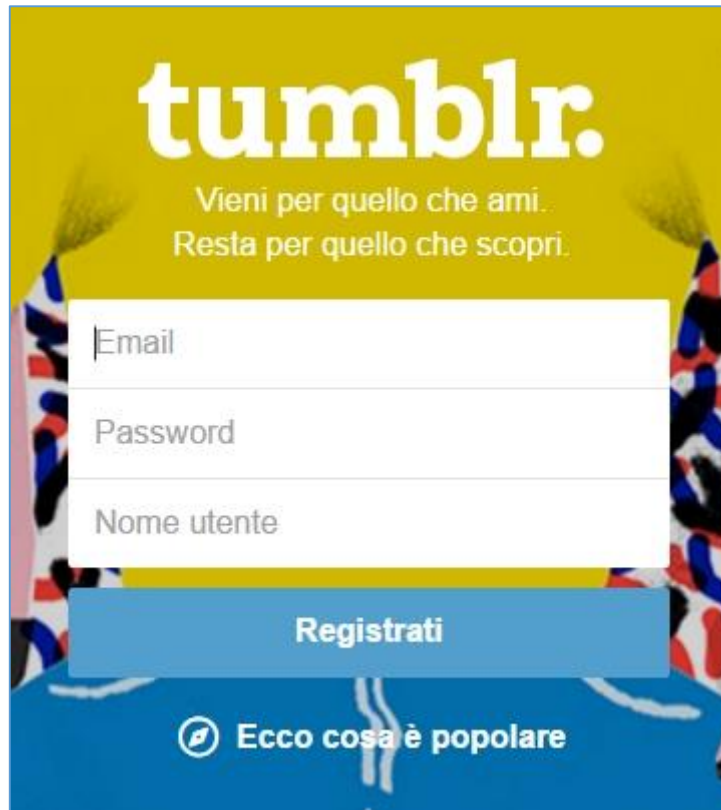 tumblr.
Vieni per quello che ami.
Resta per quello che scopri.
Email
Password
Nome utente
Registrati
Ecco cosa è popolare